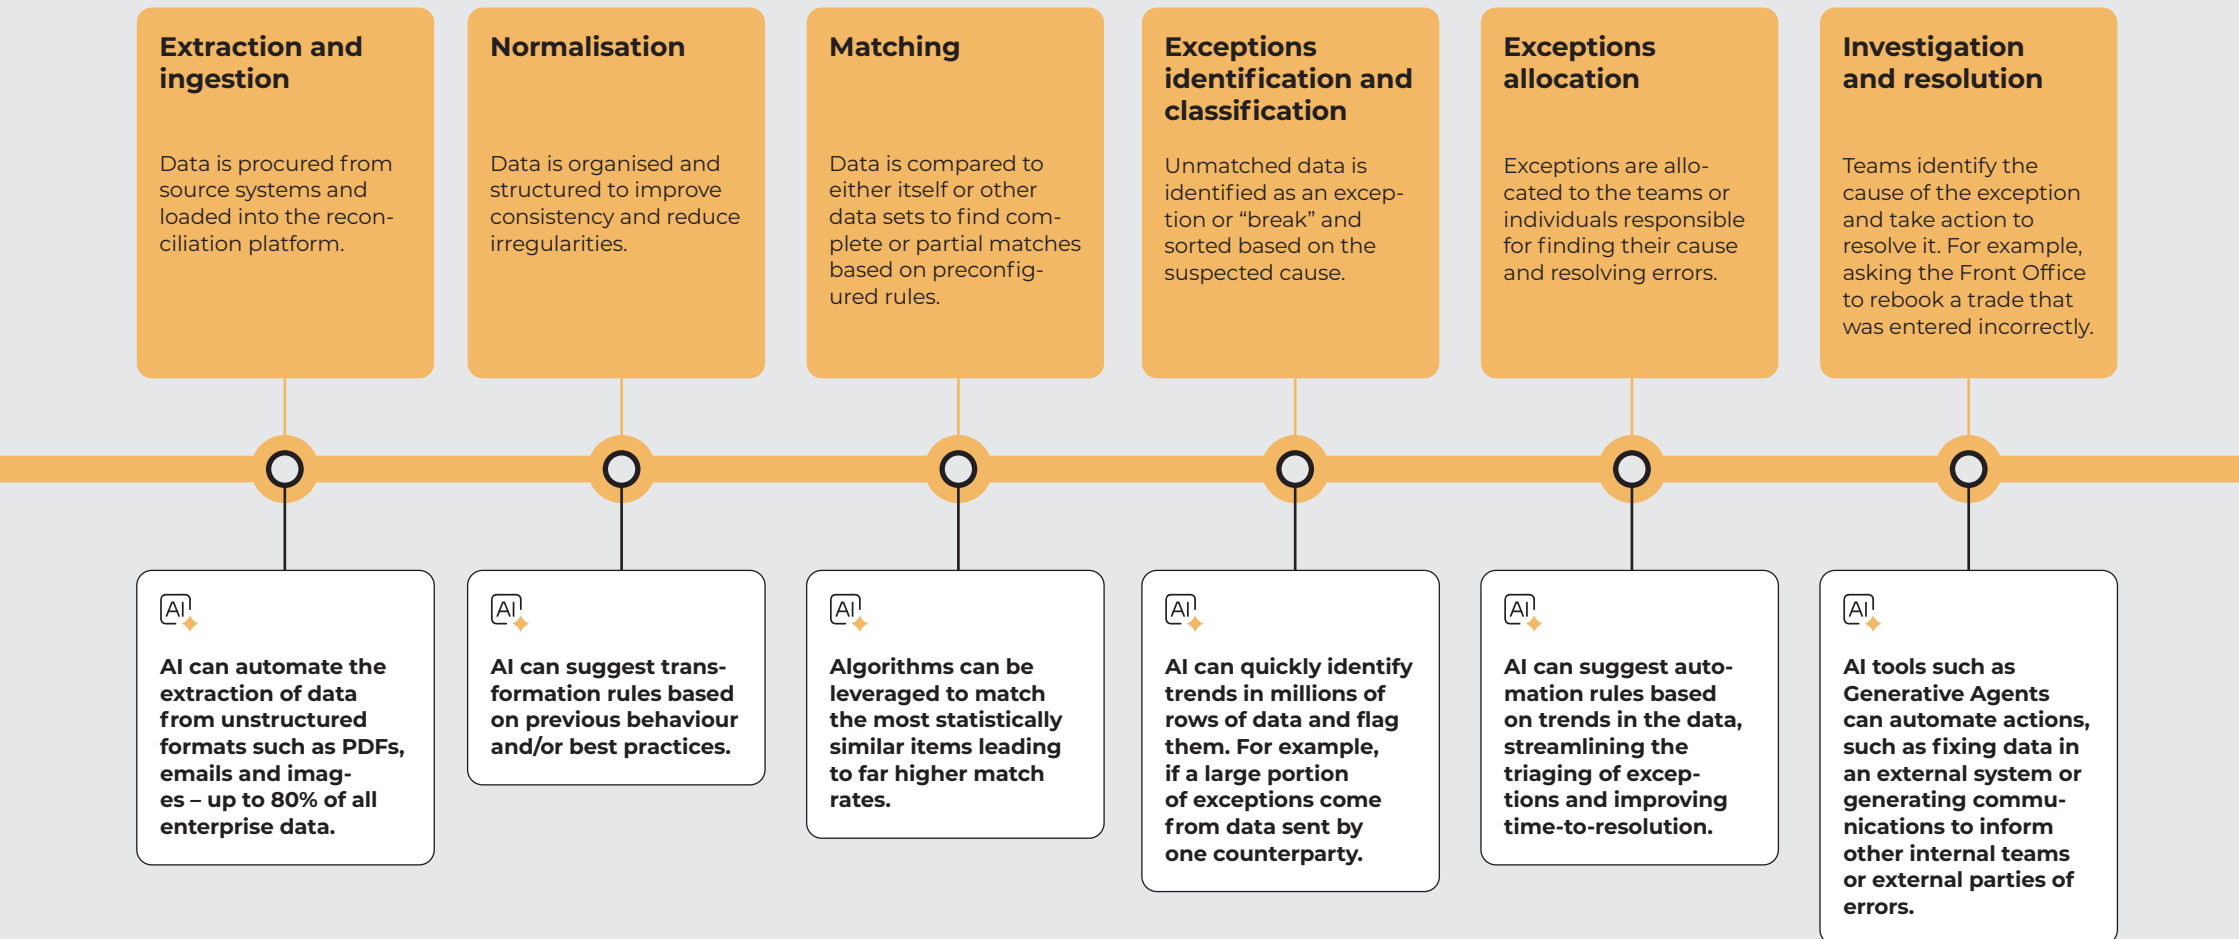 Extraction and
ingestion
Data is procured from
source systems and
loaded into the recon-
ciliation platform.
Normalisation
Data is organised and
structured to improve
consistency and reduce
irregularities.
Matching
Data is compared to
either itself or other
data sets to find com-
plete or partial matches
based on preconfig-
ured rules.
Exceptions
identification and
classification
Unmatched data is
identified as an excep-
tion or “break” and
sorted based on the
suspected cause.
Exceptions
allocation
Exceptions are allo-
cated to the teams or
individuals responsible
for finding their cause
and resolving errors.
Investigation
and resolution
Teams identify the
cause of the exception
and take action to
resolve it. For example,
asking the Front Office
to rebook a trade that
was entered incorrectly.
AI
AI can automate the
extraction of data
from unstructured
formats such as PDFs,
emails and imag-
es – up to 80% of all
enterprise data.
AI
AI can suggest trans-
formation rules based
on previous behaviour
and/or best practices.
AI
Algorithms can be
leveraged to match
the most statistically
similar items leading
to far higher match
rates.
AI
AI can quickly identify
trends in millions of
rows of data and flag
them. For example,
if a large portion
of exceptions come
from data sent by
one counterparty.
AI
AI can suggest auto-
mation rules based
on trends in the data,
streamlining the
triaging of excep-
tions and improving
time-to-resolution.
AI
AI tools such as
Generative Agents
can automate actions,
such as fixing data in
an external system or
generating commu-
nications to inform
other internal teams
or external parties of
errors.